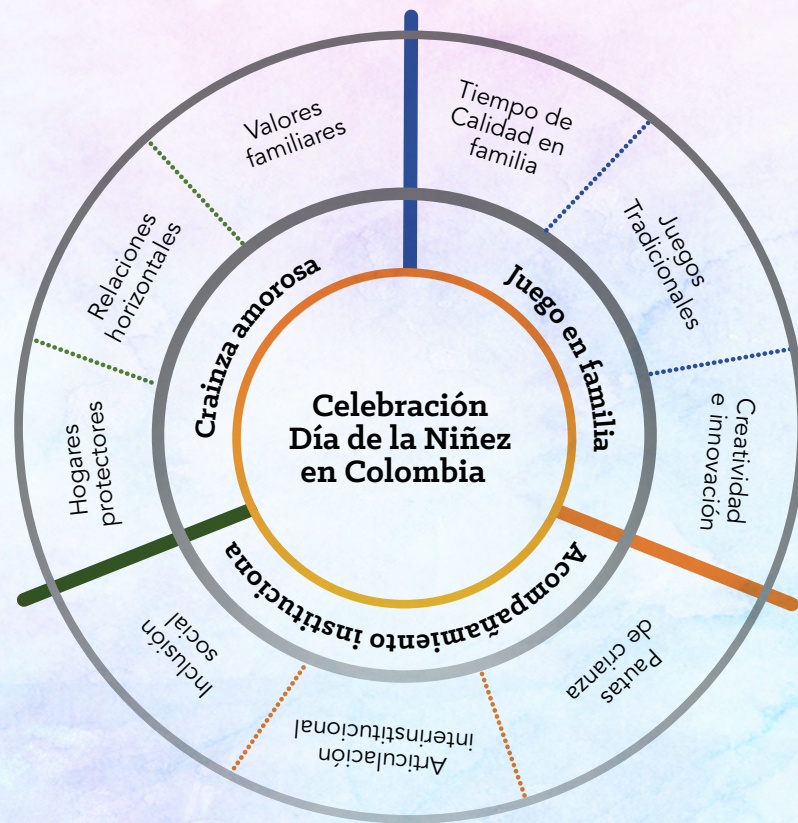 Celebración
Día de la Niñez
en Colombia
Crainza amorosa
Juego en familia
Acompañamiento instituciona
Valores
familiares
Relaciones
horizontales
Hogares
protectores
Tiempo de
Calidad en
familia
Juegos
Tradicionales
Creatividad
e innovación
Pautas
de crianza
Articulación
interinstitucional
Inclusión
social